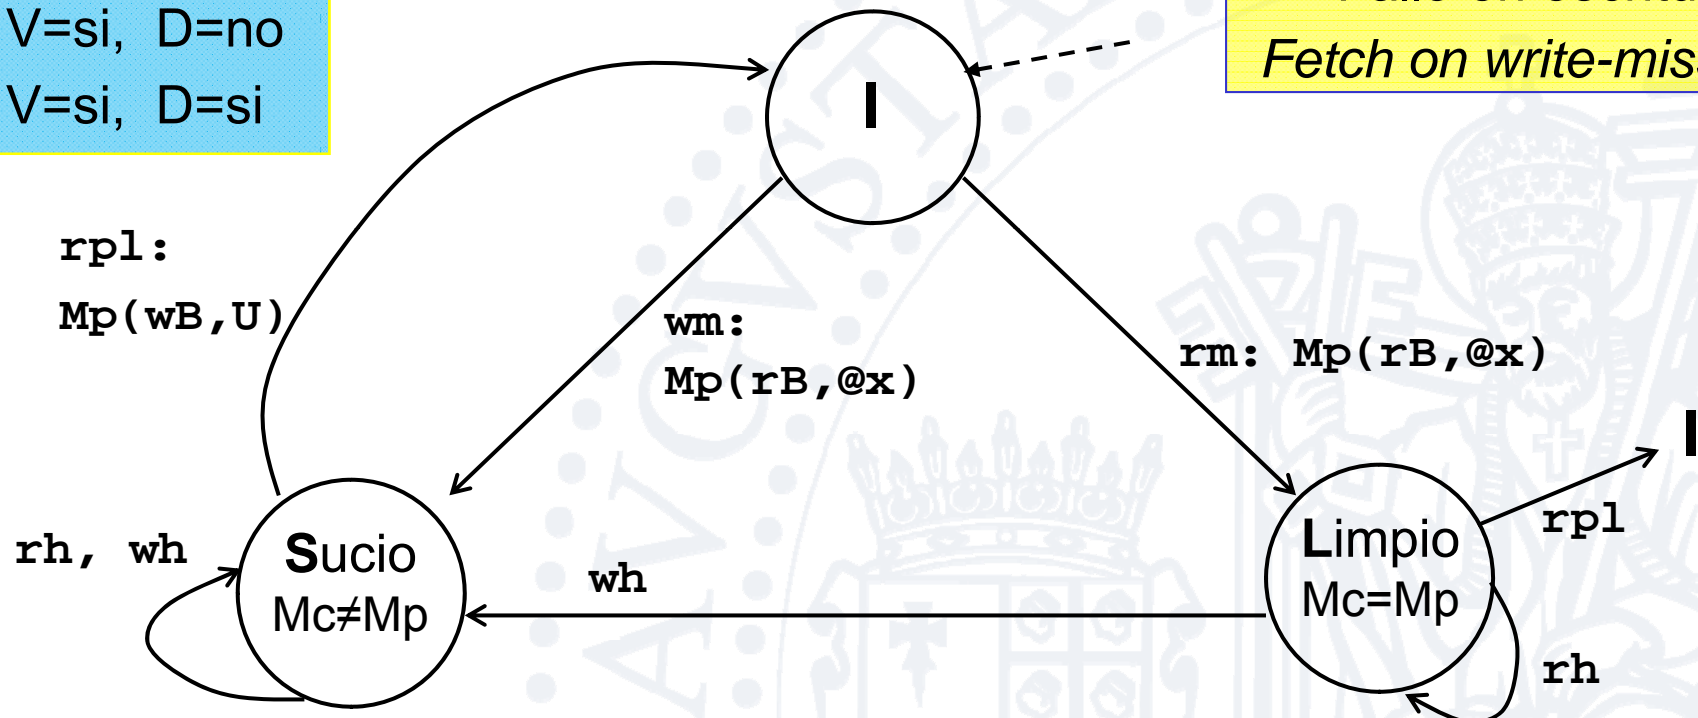 V=si, D=no
V=si, D=si
Fetch on write-miss
I
rpl:
Mp(wB,U)
wm:
Mp(rB,@x)
rm: Mp(rB,@x)
I
rpl
rh, wh
Sucio
Mc≠Mp
wh
Limpio
Mc=Mp
rh